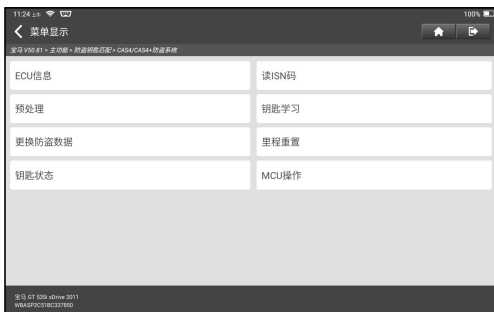 11:24 上午 100%
菜单显示
宝马 V50.81 > 主功能 > 防盗钥匙匹配 > CAS4/CAS4+防盗系统
ECU信息 读ISN码
预处理 钥匙学习
更换防盗数据 里程重置
钥匙状态 MCU操作
宝马 GT 535i xDrive 2011
WBASP2C51BC337850